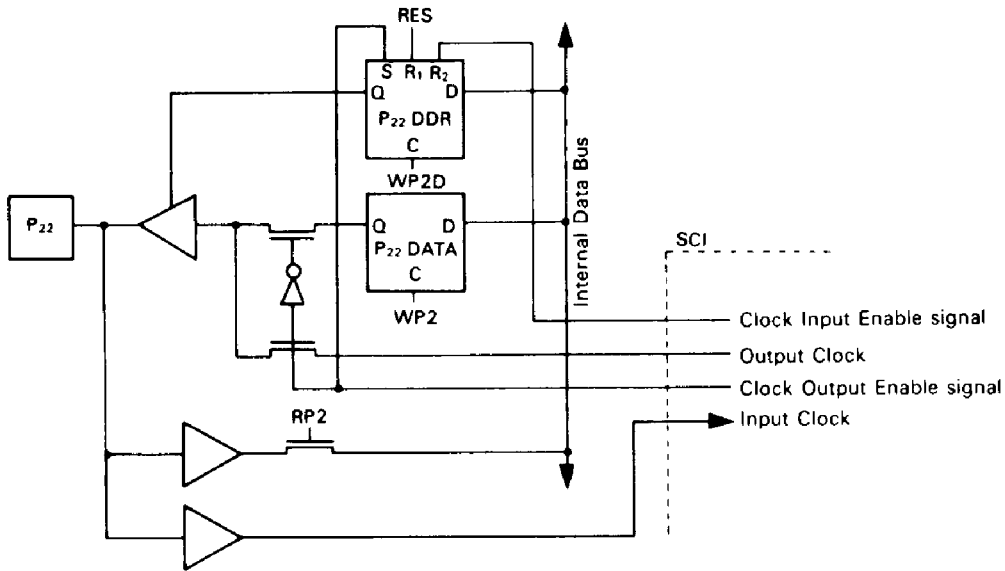 RES
S R₁ R₂
Q D
P₂₂ DDR
C
WP2D
P₂₂
Q D
P₂₂ DATA
C
WP2
Internal Data Bus
SCI
Clock Input Enable signal
Output Clock
Clock Output Enable signal
Input Clock
RP2